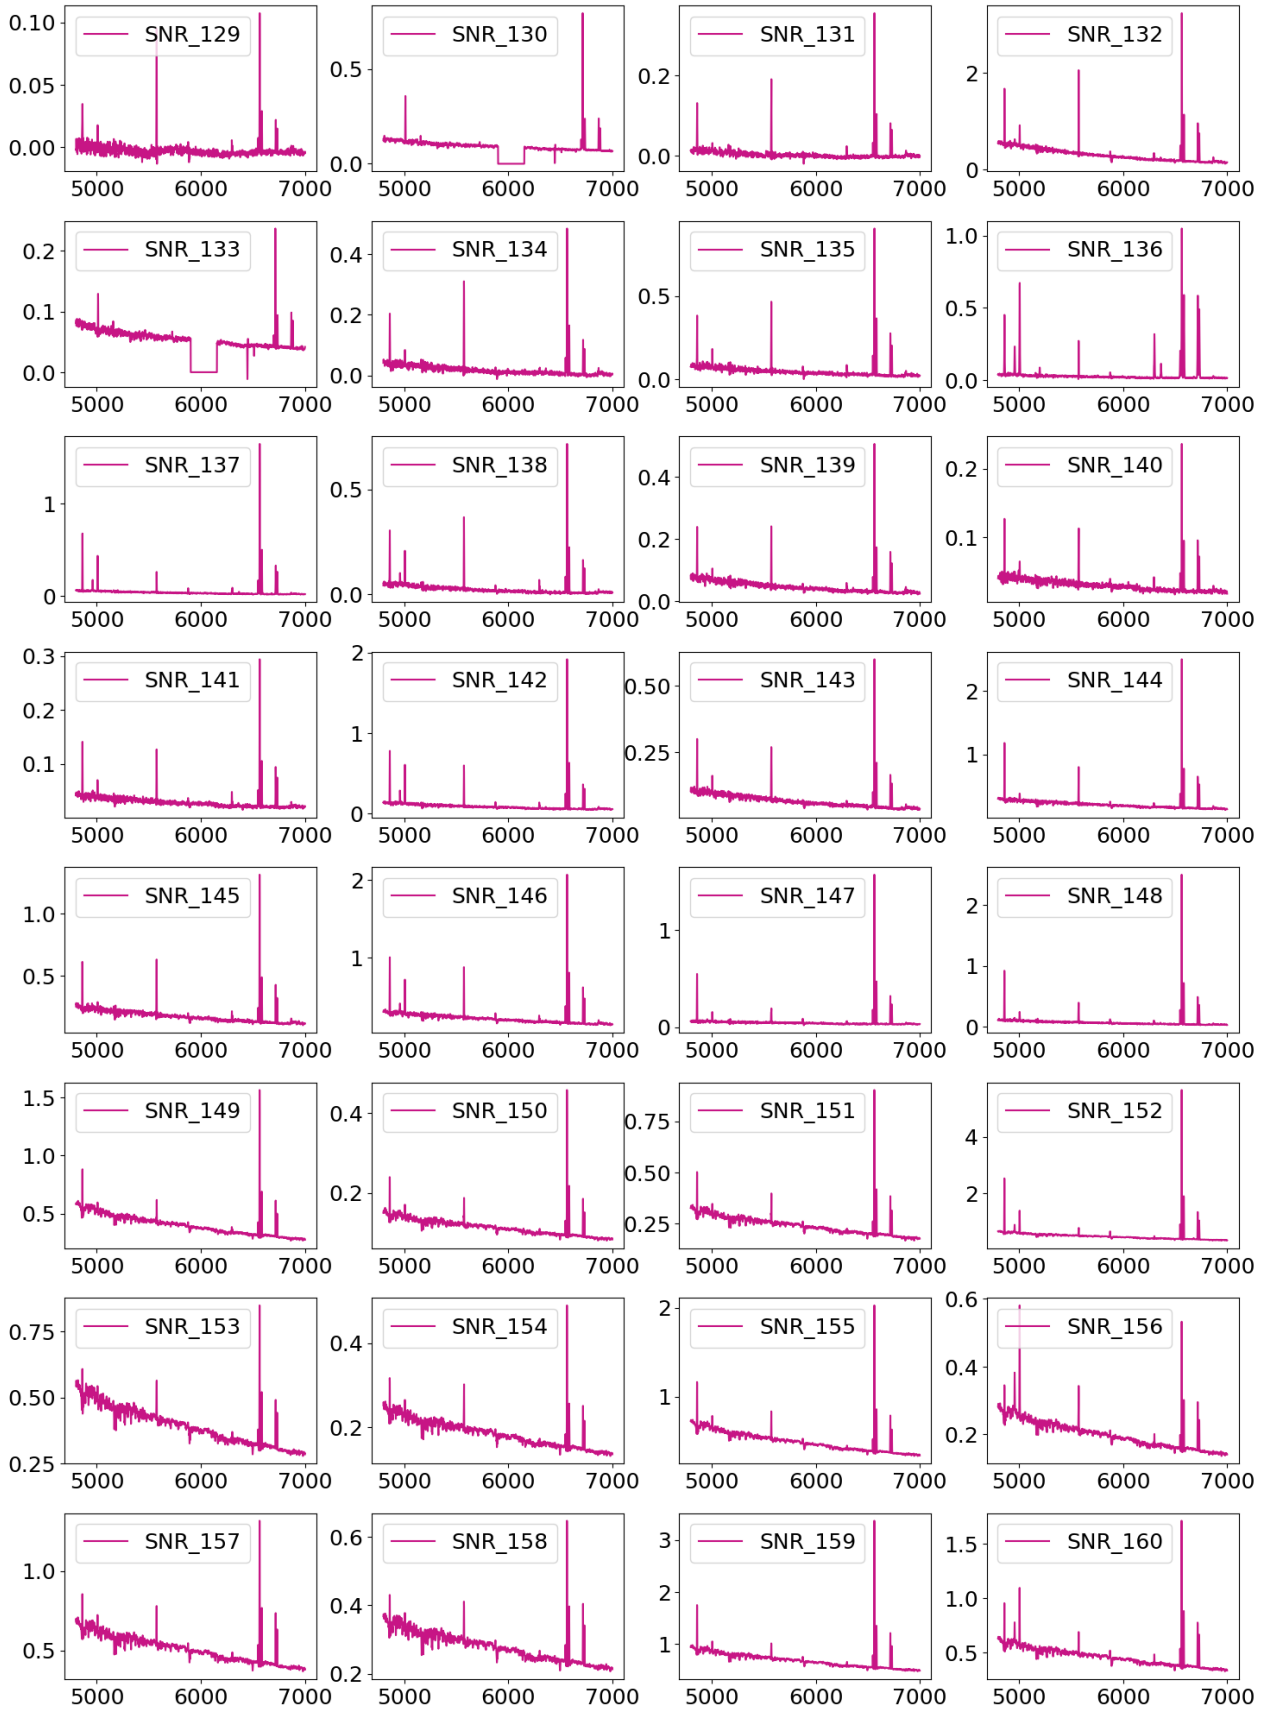 SNR_129 SNR_130 SNR_131 SNR_132
0.10 0.05 0.00 0.5 0.0 0.2 0.0 2 0
5000 6000 7000 5000 6000 7000 5000 6000 7000 5000 6000 7000
SNR_133 SNR_134 SNR_135 SNR_136
0.2 0.1 0.0 0.4 0.2 0.0 0.5 0.0 1.0 0.5 0.0
5000 6000 7000 5000 6000 7000 5000 6000 7000 5000 6000 7000
SNR_137 SNR_138 SNR_139 SNR_140
1 0 0.5 0.0 0.4 0.2 0.0 0.2 0.1
5000 6000 7000 5000 6000 7000 5000 6000 7000 5000 6000 7000
SNR_141 SNR_142 SNR_143 SNR_144
0.3 0.2 0.1 2 1 0 0.50 0.25 2 1 0
5000 6000 7000 5000 6000 7000 5000 6000 7000 5000 6000 7000
SNR_145 SNR_146 SNR_147 SNR_148
1.0 0.5 2 1 1 0 2 1 0
5000 6000 7000 5000 6000 7000 5000 6000 7000 5000 6000 7000
SNR_149 SNR_150 SNR_151 SNR_152
1.5 1.0 0.5 0.4 0.2 0.75 0.50 0.25 4 2
5000 6000 7000 5000 6000 7000 5000 6000 7000 5000 6000 7000
SNR_153 SNR_154 SNR_155 SNR_156
0.75 0.50 0.25 0.4 0.2 2 1 0.6 0.4 0.2
5000 6000 7000 5000 6000 7000 5000 6000 7000 5000 6000 7000
SNR_157 SNR_158 SNR_159 SNR_160
1.0 0.5 0.6 0.4 0.2 3 2 1 1.5 1.0 0.5
5000 6000 7000 5000 6000 7000 5000 6000 7000 5000 6000 7000